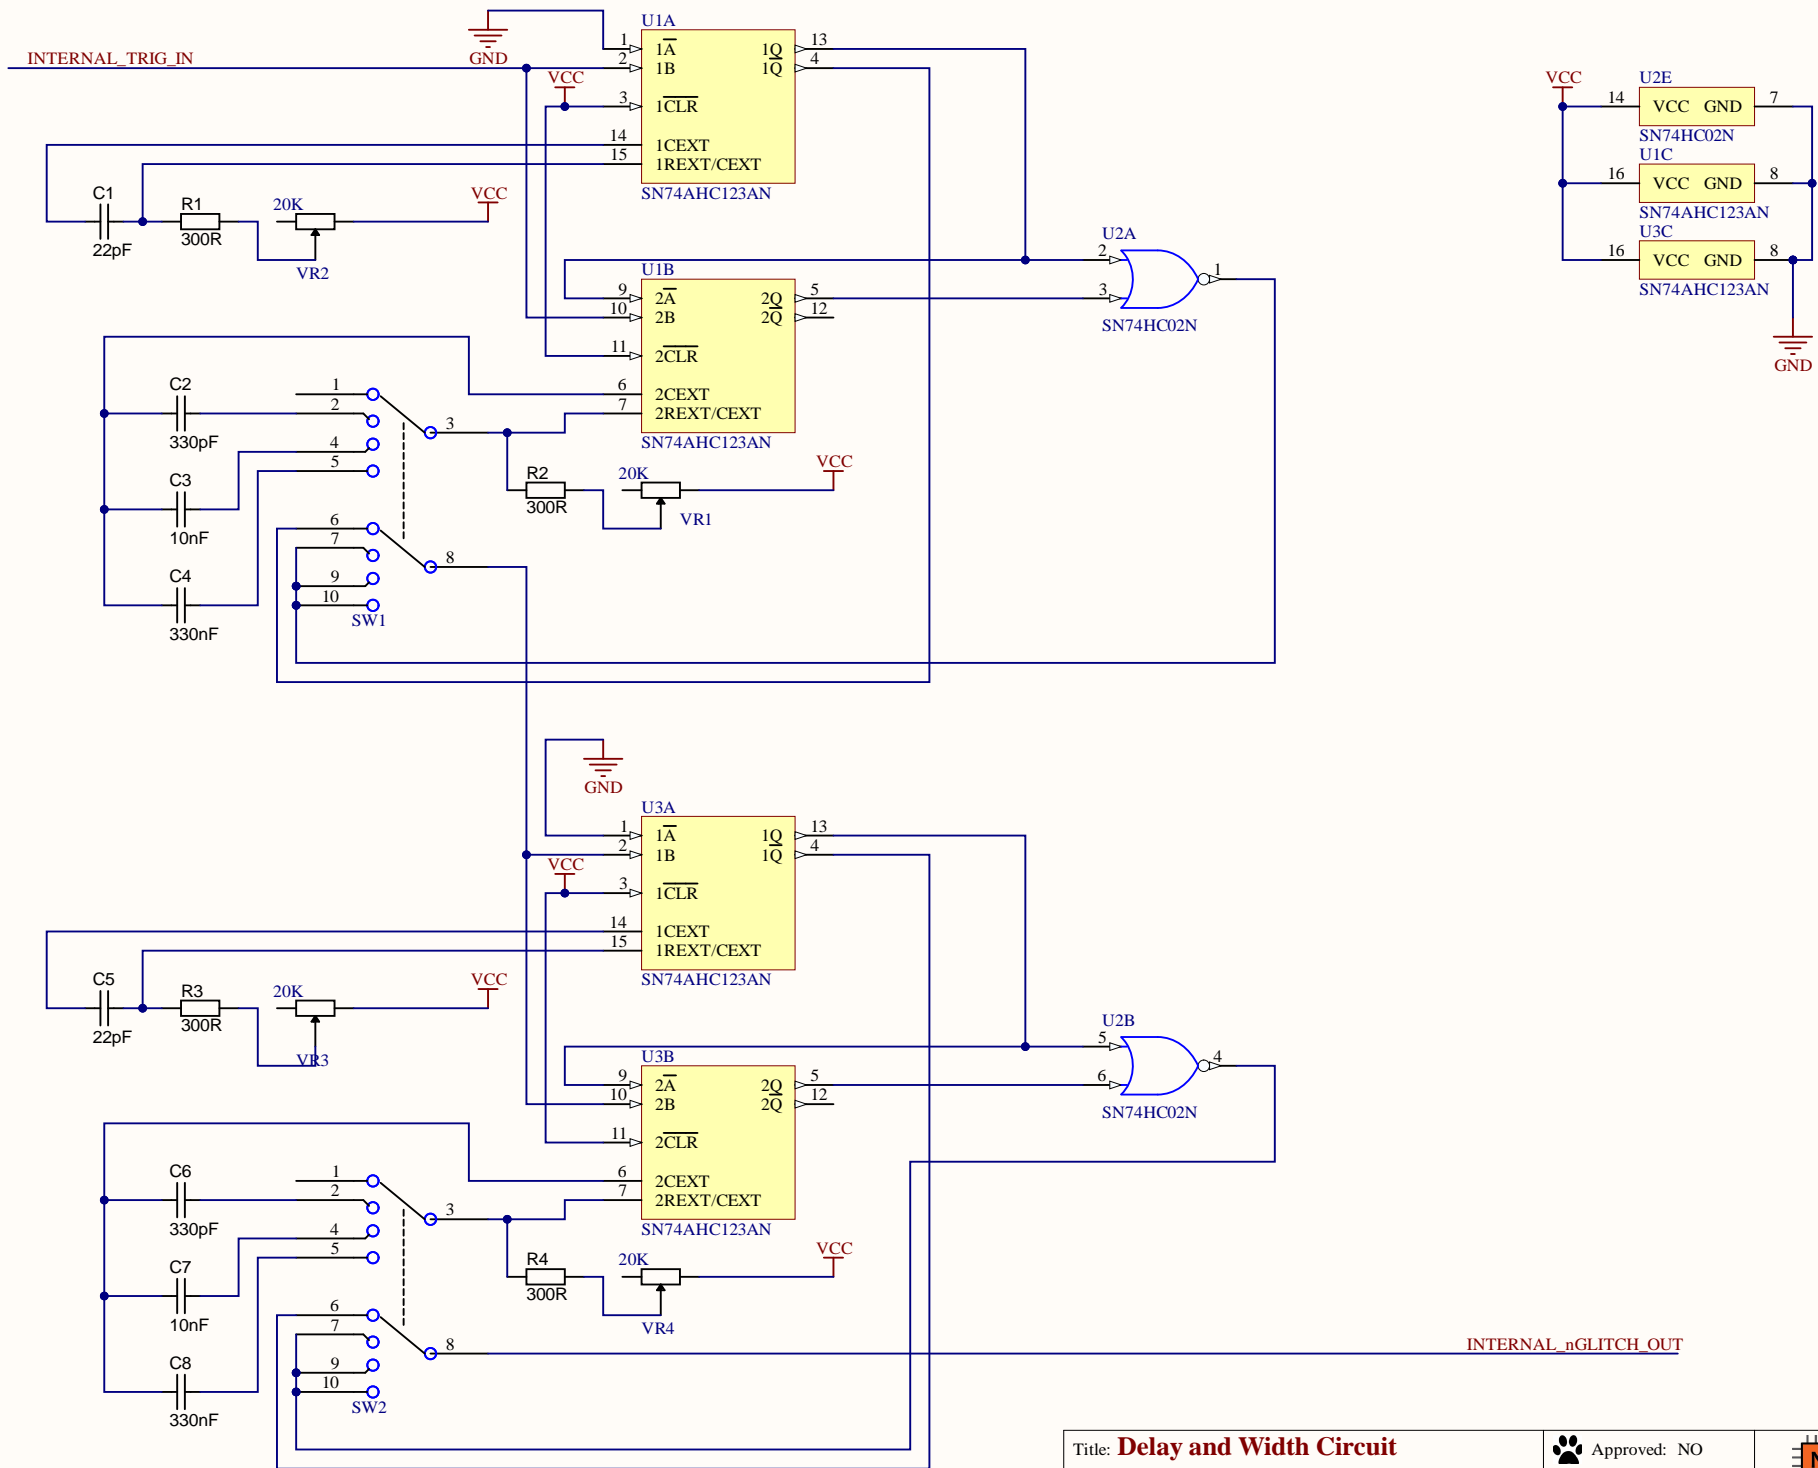 INTERNAL_TRIG_IN
GND
U1A
1 1A 1Q 13
2 1B 1Q 4
VCC
3 1CLR
14 1CEXT
15 1REXT/CEXT
SN74AHC123AN
C1
22pF
R1
300R
20K
VR2
VCC
U1B
9 2A 2Q 5
10 2B 2Q 12
11 2CLR
6 2CEXT
7 2REXT/CEXT
SN74AHC123AN
U2A
2
3
1
SN74HC02N
VCC
U2E
14 VCC GND 7
SN74HC02N
U1C
16 VCC GND 8
SN74AHC123AN
U3C
16 VCC GND 8
SN74AHC123AN
GND
C2
330pF
C3
10nF
C4
330nF
1
2
3
4
5
6
7
8
9
10
SW1
R2
300R
20K
VR1
VCC
GND
U3A
1 1A 1Q 13
2 1B 1Q 4
VCC
3 1CLR
14 1CEXT
15 1REXT/CEXT
SN74AHC123AN
C5
22pF
R3
300R
20K
VR3
VCC
U3B
9 2A 2Q 5
10 2B 2Q 12
11 2CLR
6 2CEXT
7 2REXT/CEXT
SN74AHC123AN
U2B
5
6
4
SN74HC02N
C6
330pF
C7
10nF
C8
330nF
1
2
3
4
5
6
7
8
9
10
SW2
R4
300R
20K
VR4
VCC
INTERNAL_nGLITCH_OUT
Title: Delay and Width Circuit
Approved: NO